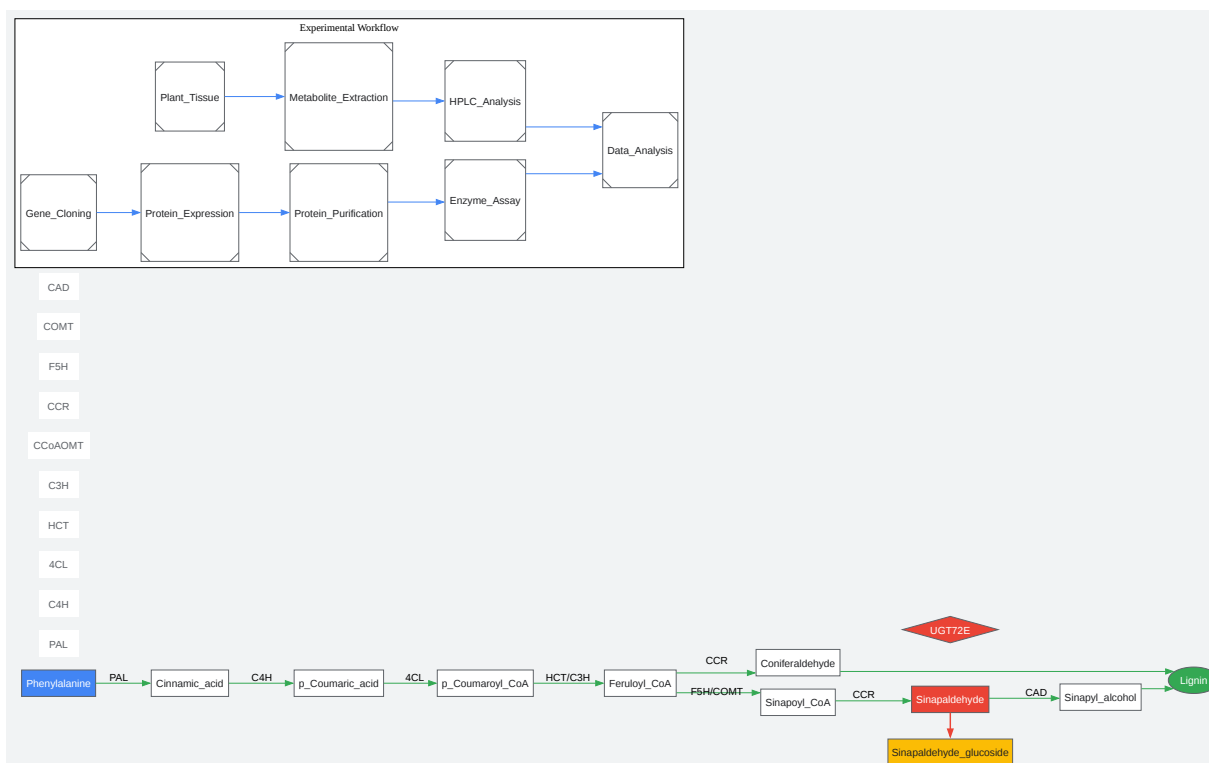 Experimental Workflow
Plant_Tissue
Metabolite_Extraction
HPLC_Analysis
Data_Analysis
Gene_Cloning
Protein_Expression
Protein_Purification
Enzyme_Assay
CAD
COMT
F5H
CCR
CCoAOMT
C3H
HCT
4CL
C4H
PAL
UGT72E
Phenylalanine
PAL
Cinnamic_acid
C4H
p_Coumaric_acid
4CL
p_Coumaroyl_CoA
HCT/C3H
Feruloyl_CoA
CCR
Coniferaldehyde
F5H/COMT
Sinapoyl_CoA
CCR
Sinapaldehyde
CAD
Sinapyl_alcohol
Lignin
Sinapaldehyde_glucoside